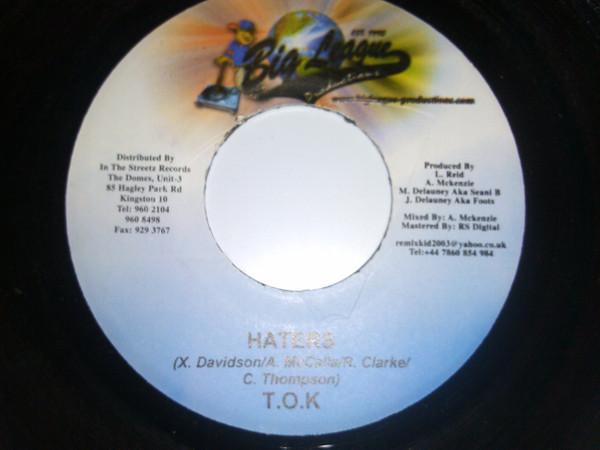 EST. 1992
Big League
Productions
www.bigleague-productions.com
Distributed By
In The Streetz Records
The Domes, Unit-3
85 Hagley Park Rd
Kingston 10
Tel: 960 2104
960 8498
Fax: 929 3767
Produced By
L. Reid
A. Mckenzie
M. Delauney Aka Seani B
J. Delauney Aka Foots
Mixed By: A. Mckenzie
Mastered By: RS Digital
remixkid2003@yahoo.co.uk
Tel:+44 7860 854 984
HATERS
(X. Davidson/A. McCalla/R. Clarke/
C. Thompson)
T.O.K